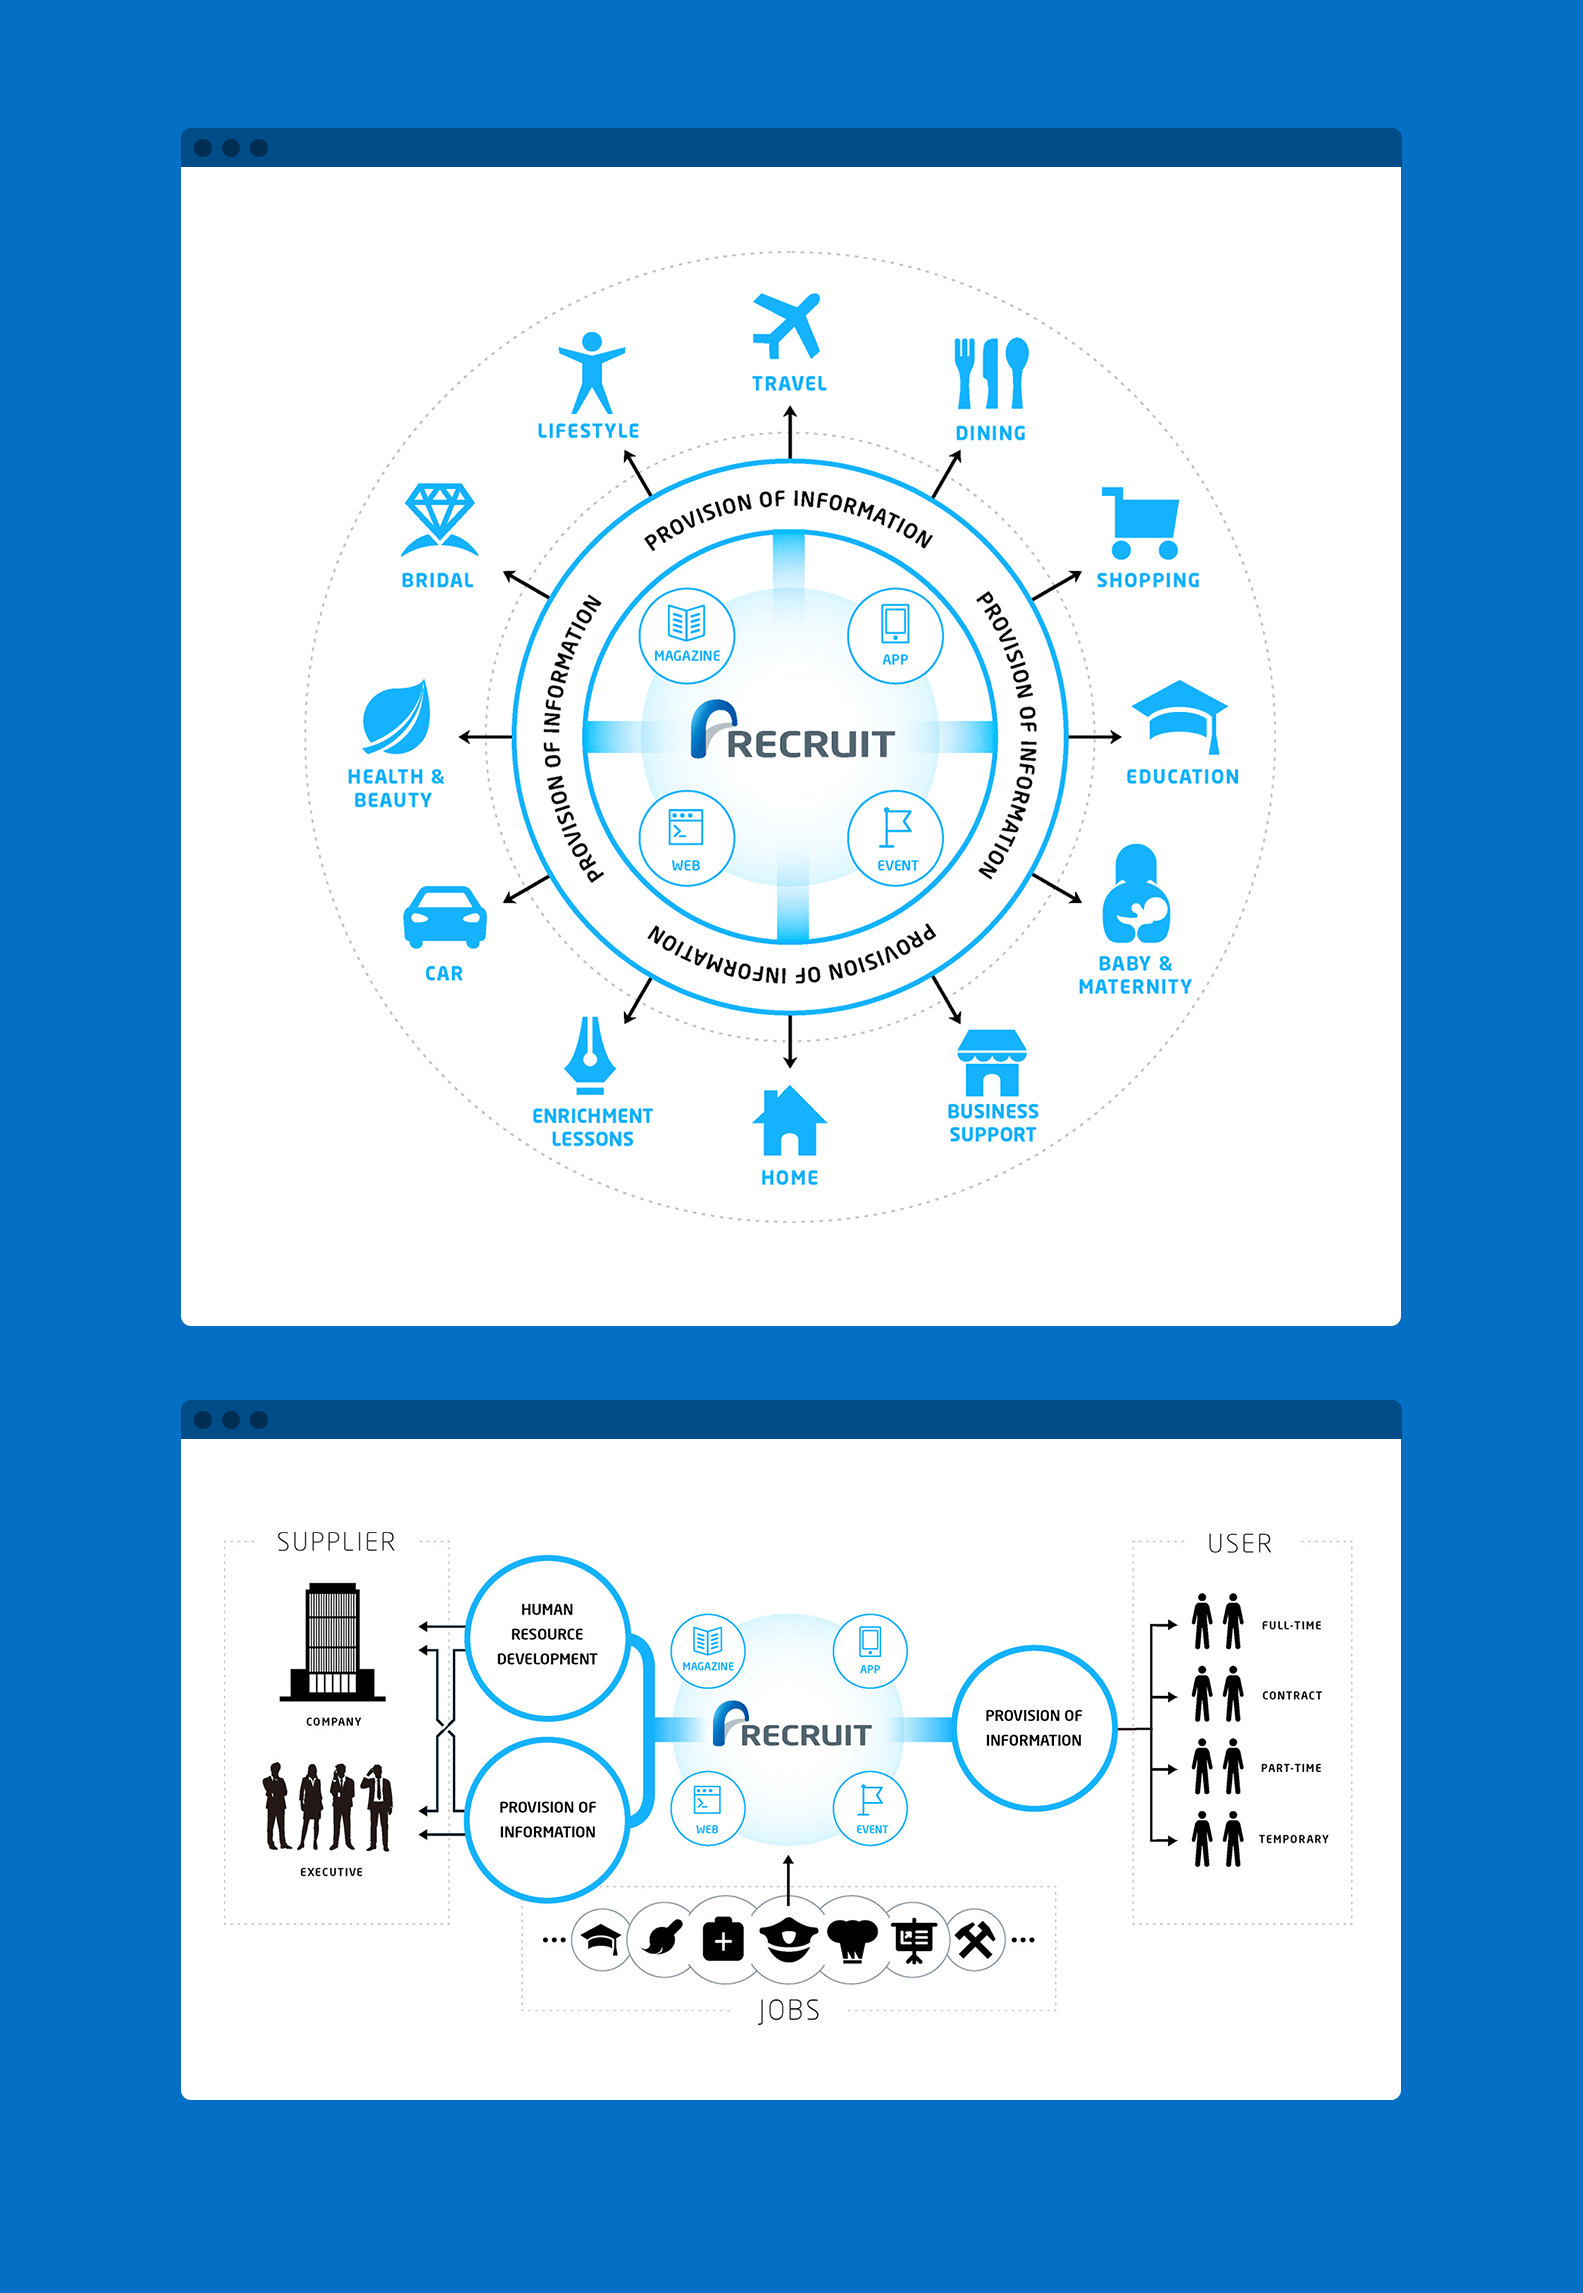 TRAVEL
LIFESTYLE
DINING
BRIDAL
SHOPPING
PROVISION OF INFORMATION
PROVISION OF INFORMATION
PROVISION OF INFORMATION
PROVISION OF INFORMATION
MAGAZINE
APP
RECRUIT
WEB
EVENT
HEALTH &
BEAUTY
EDUCATION
CAR
BABY &
MATERNITY
ENRICHMENT
LESSONS
BUSINESS
SUPPORT
HOME
SUPPLIER
COMPANY
EXECUTIVE
HUMAN
RESOURCE
DEVELOPMENT
PROVISION OF
INFORMATION
MAGAZINE
APP
RECRUIT
WEB
EVENT
PROVISION OF
INFORMATION
USER
FULL-TIME
CONTRACT
PART-TIME
TEMPORARY
JOBS